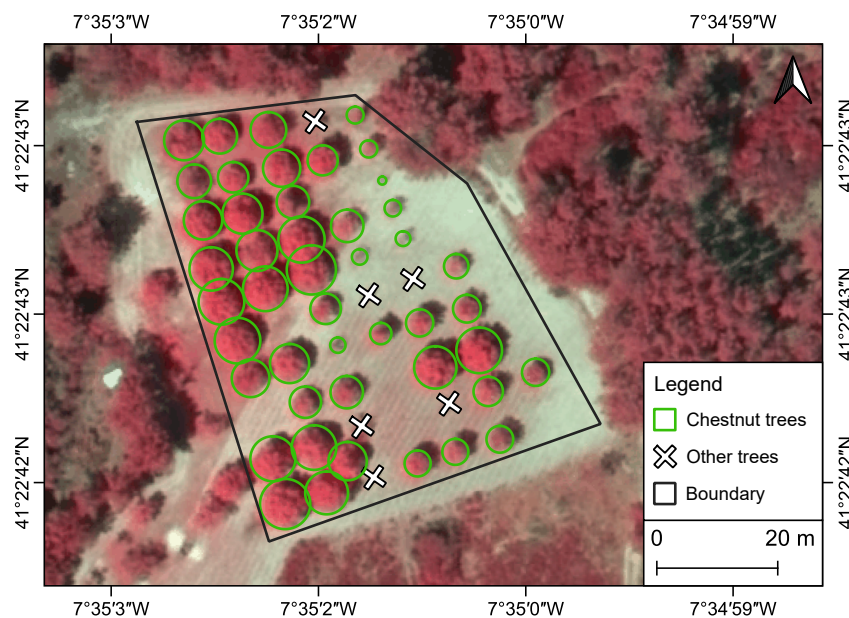 7°35′3″W 7°35′2″W 7°35′0″W 7°34′59″W
41°22′43″N 41°22′43″N
41°22′43″N 41°22′43″N
Legend
Chestnut trees
Other trees
Boundary
41°22′42″N 41°22′42″N
0 20 m
7°35′3″W 7°35′2″W 7°35′0″W 7°34′59″W